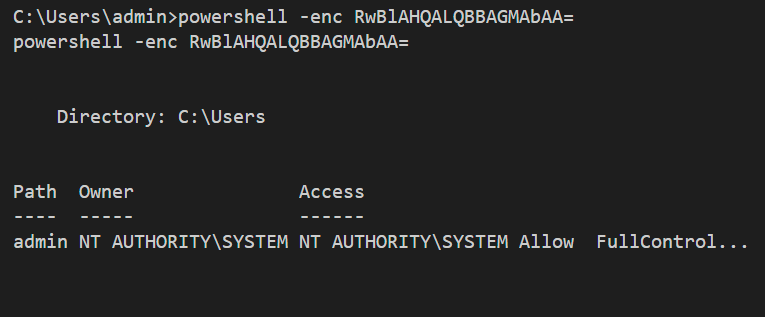 C:\Users\admin>powershell -enc RwBlAHQALQBBAGMAbAA=
powershell -enc RwBlAHQALQBBAGMAbAA=
Directory: C:\Users
Path Owner Access
---- ----- ------
admin NT AUTHORITY\SYSTEM NT AUTHORITY\SYSTEM Allow FullControl...